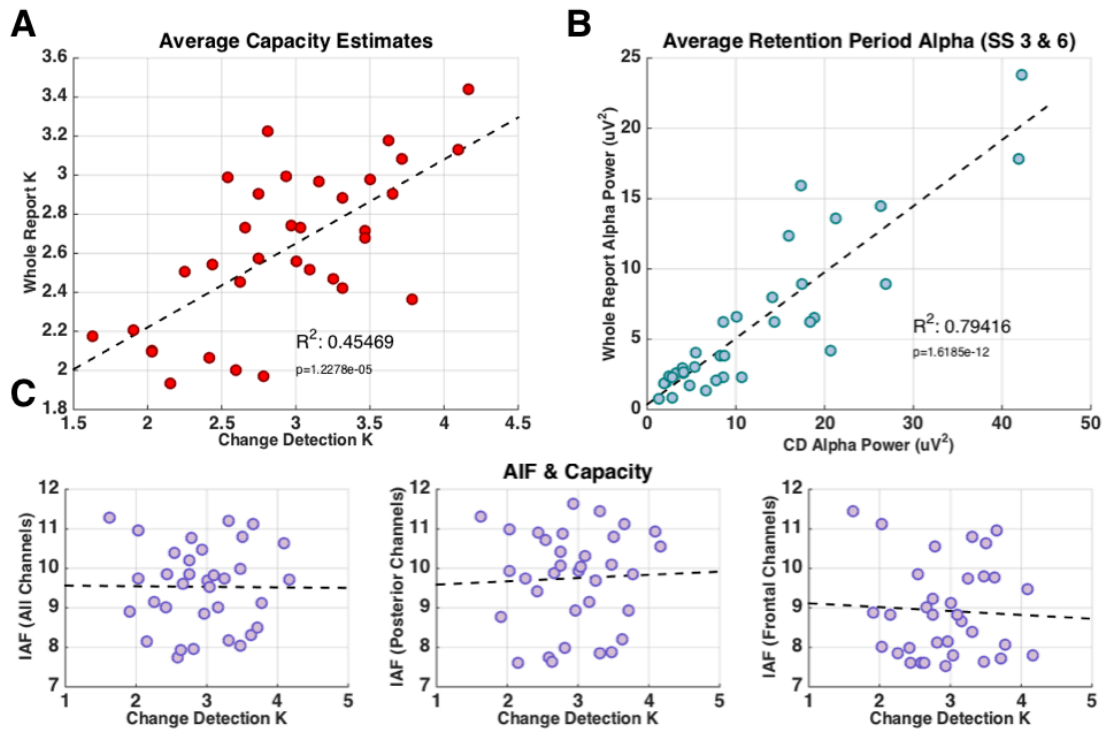 A
Average Capacity Estimates
Whole Report K
3.6
3.4
3.2
3
2.8
2.6
2.4
2.2
2
1.8
R²: 0.45469
p=1.2278e-05
1.5 2 2.5 3 3.5 4 4.5
Change Detection K
B
Average Retention Period Alpha (SS 3 & 6)
Whole Report Alpha Power (uV²)
25
20
15
10
5
0
R²: 0.79416
p=1.6185e-12
0 10 20 30 40 50
CD Alpha Power (uV²)
C
AIF & Capacity
IAF (All Channels)
12
11
10
9
8
7
1 2 3 4 5
Change Detection K
IAF (Posterior Channels)
12
11
10
9
8
7
1 2 3 4 5
Change Detection K
IAF (Frontal Channels)
12
11
10
9
8
7
1 2 3 4 5
Change Detection K